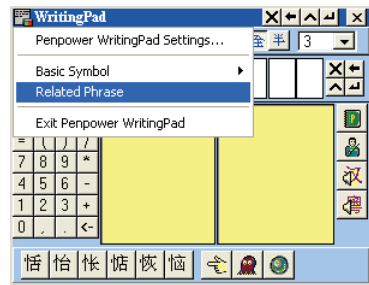 WritingPad
Penpower WritingPad Settings...
全 半 3
Basic Symbol
Related Phrase
Exit Penpower WritingPad
= ( ) /
7 8 9 *
4 5 6 -
1 2 3 +
0 , . <-
恬 怡 怅 惦 恢 恼